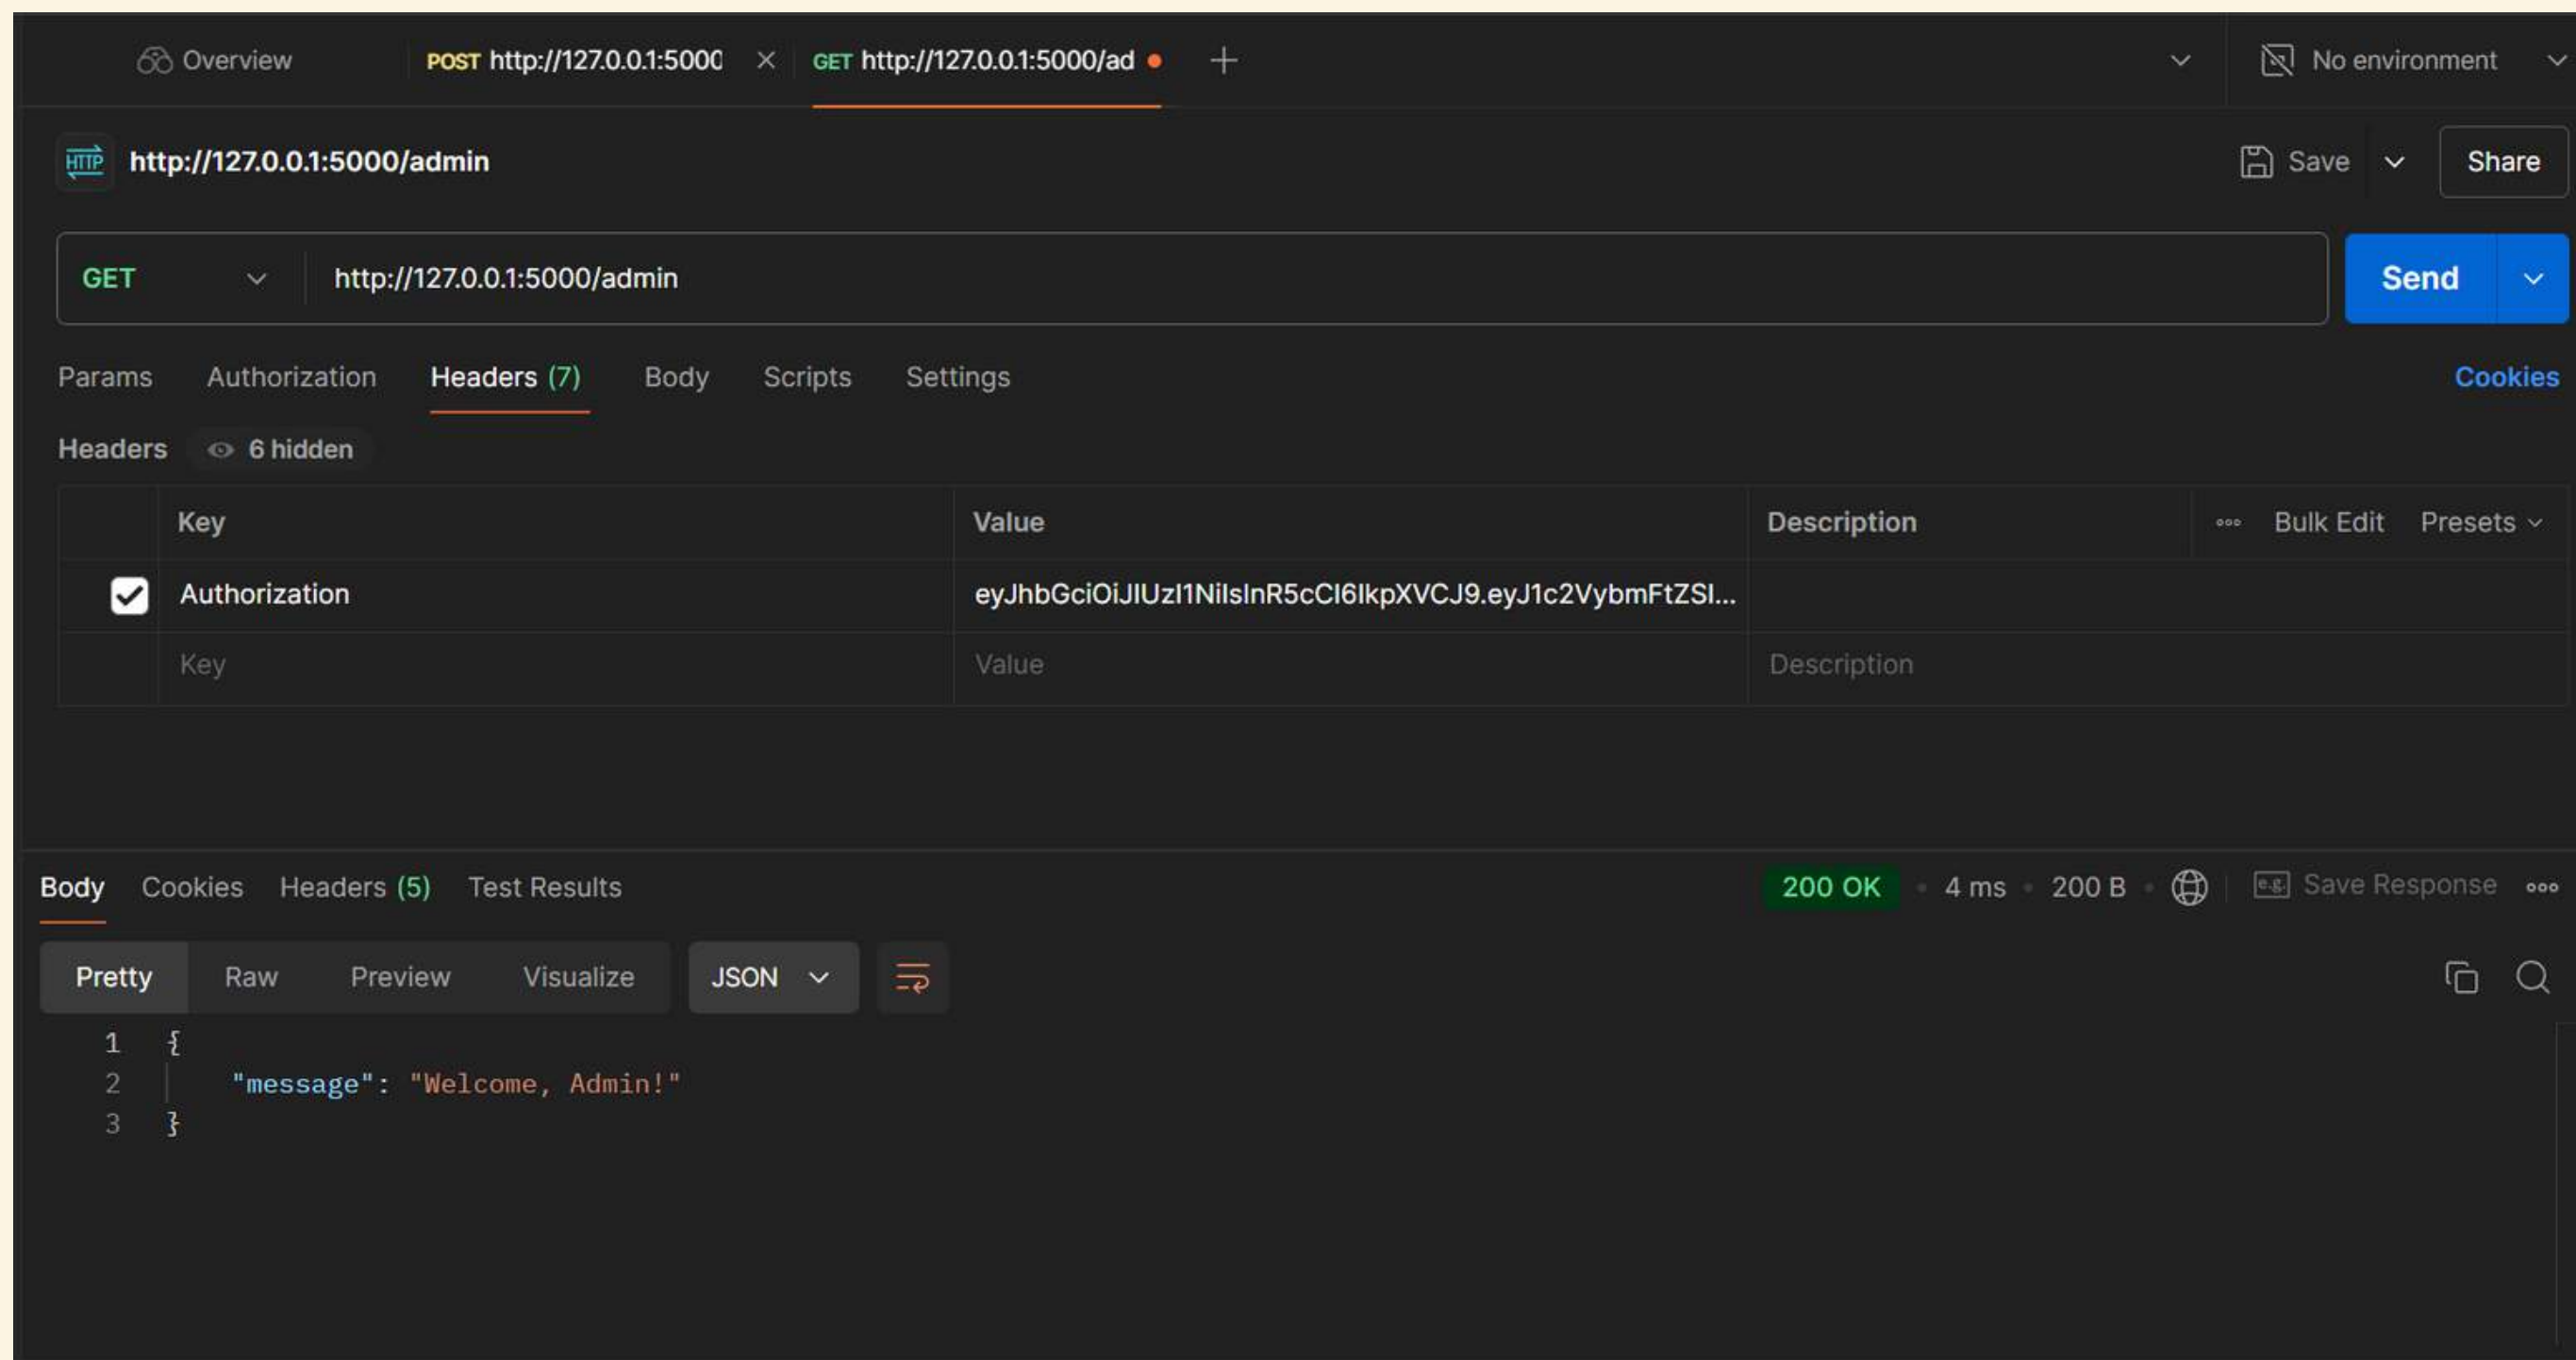 Overview POST http://127.0.0.1:5000 GET http://127.0.0.1:5000/ad No environment
HTTP http://127.0.0.1:5000/admin Save Share
GET http://127.0.0.1:5000/admin Send
Params Authorization Headers (7) Body Scripts Settings Cookies
Headers 6 hidden
Key Value Description Bulk Edit Presets
Authorization eyJhbGciOiJIUzI1NiIsInR5cCI6IkpXVCJ9.eyJ1c2VybmFtZSI...
Key Value Description
Body Cookies Headers (5) Test Results 200 OK 4 ms 200 B e.g. Save Response
Pretty Raw Preview Visualize JSON
1 {
2 "message": "Welcome, Admin!"
3 }